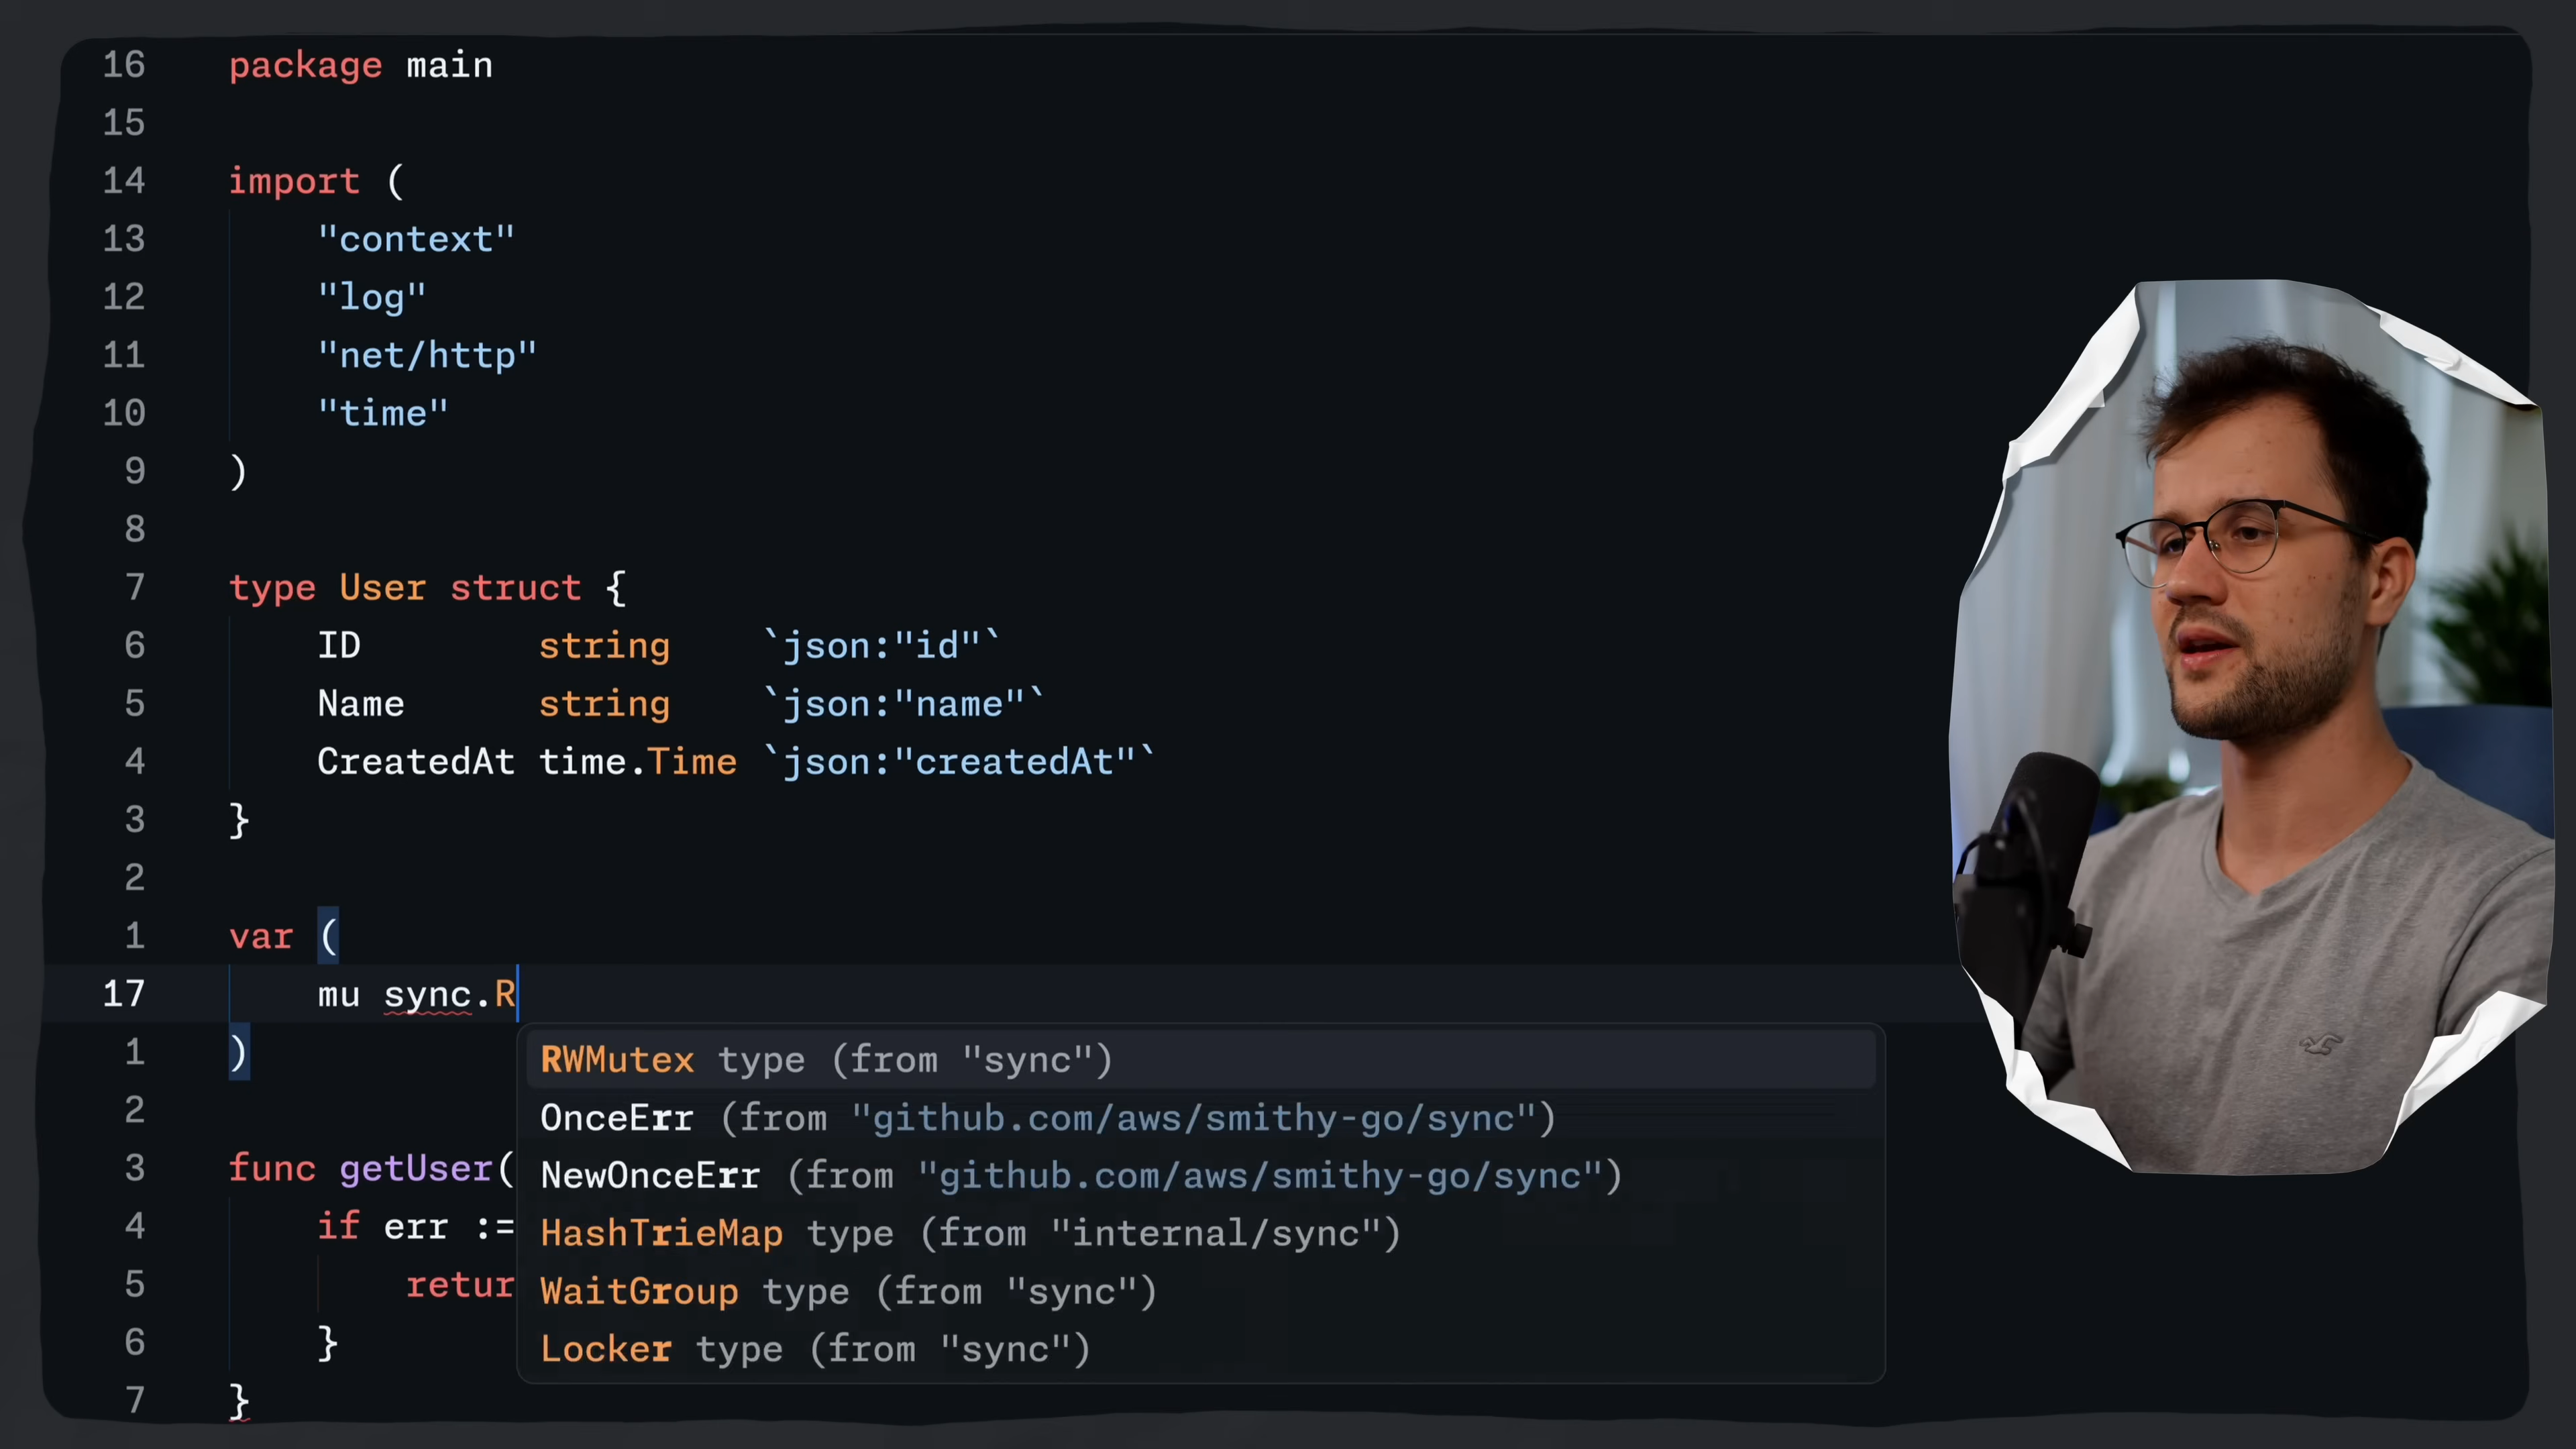 16 package main
15
14 import (
13 "context"
12 "log"
11 "net/http"
10 "time"
9 )
8
7 type User struct {
6 ID string `json:"id"`
5 Name string `json:"name"`
4 CreatedAt time.Time `json:"createdAt"`
3 }
2
1 var (
17 mu sync.R
1 )
RWMutex type (from "sync")
2
OnceErr (from "github.com/aws/smithy-go/sync")
3 func getUser(
NewOnceErr (from "github.com/aws/smithy-go/sync")
4 if err :=
HashTrieMap type (from "internal/sync")
5 retur
WaitGroup type (from "sync")
6 }
Locker type (from "sync")
7 }